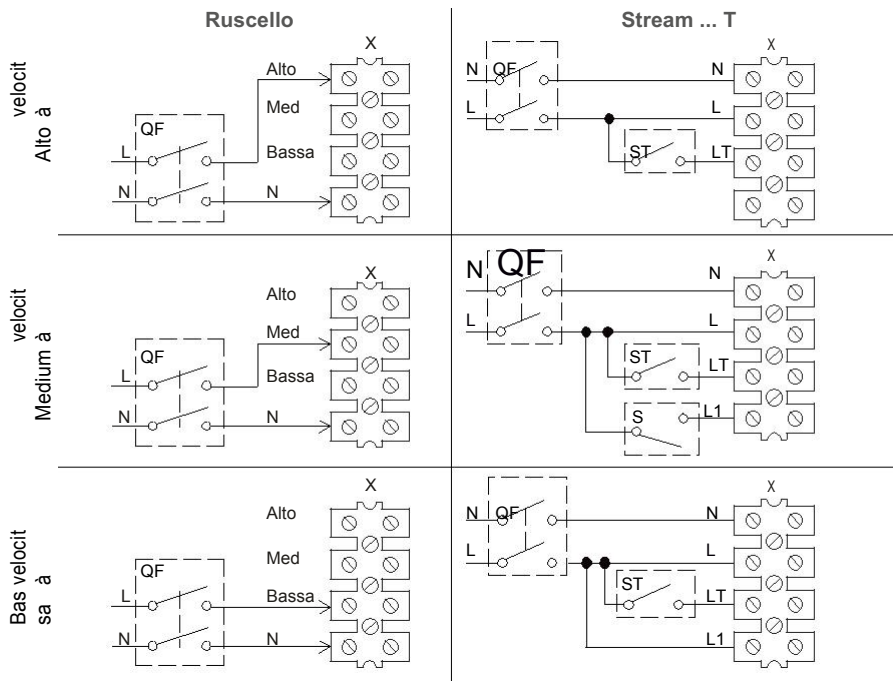 Ruscello
Stream ... T
velocit
Alto à
X
Alto
Med
Bassa
N
QF
L
N
X
N
QF
N
L
L
ST
LT
velocit
Medium à
X
Alto
Med
Bassa
N
QF
L
N
X
N
QF
N
L
L
ST
LT
S
L1
Bas velocit
sa à
X
Alto
Med
Bassa
N
QF
L
N
X
N
QF
N
L
L
ST
LT
L1